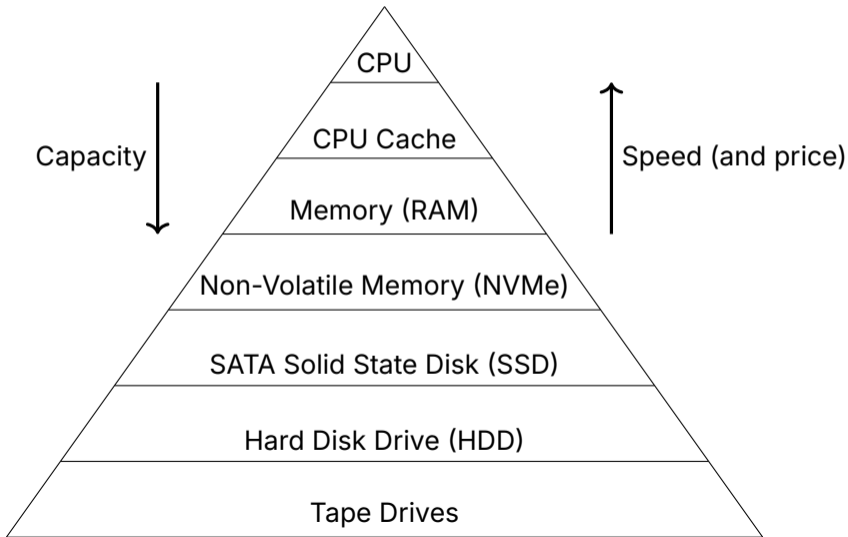 CPU
CPU Cache
Capacity
Speed (and price)
Memory (RAM)
Non-Volatile Memory (NVMe)
SATA Solid State Disk (SSD)
Hard Disk Drive (HDD)
Tape Drives